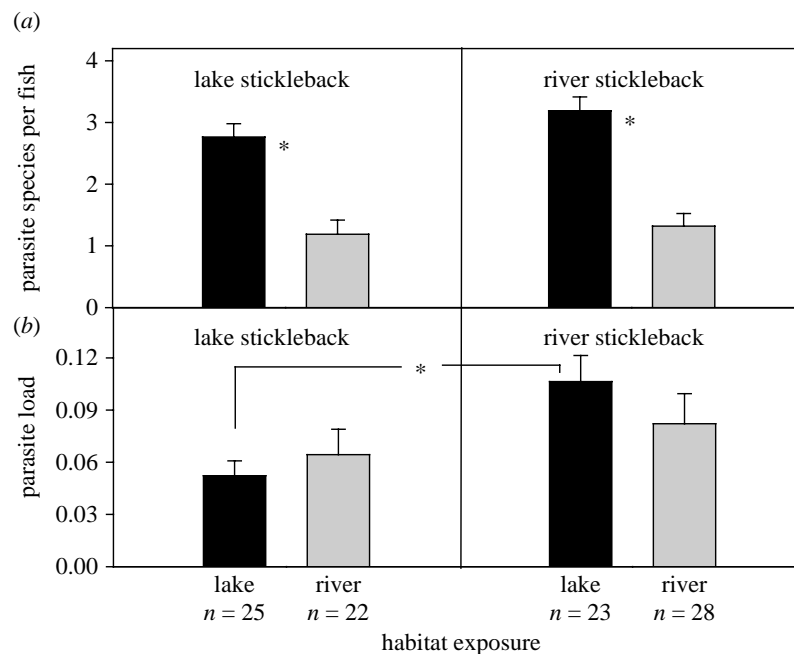 (a)
parasite species per fish
4
3
2
1
0
lake stickleback
*
river stickleback
*
(b)
parasite load
0.12
0.09
0.06
0.03
0.00
lake stickleback
river stickleback
*
lake river lake river
n = 25 n = 22 n = 23 n = 28
habitat exposure